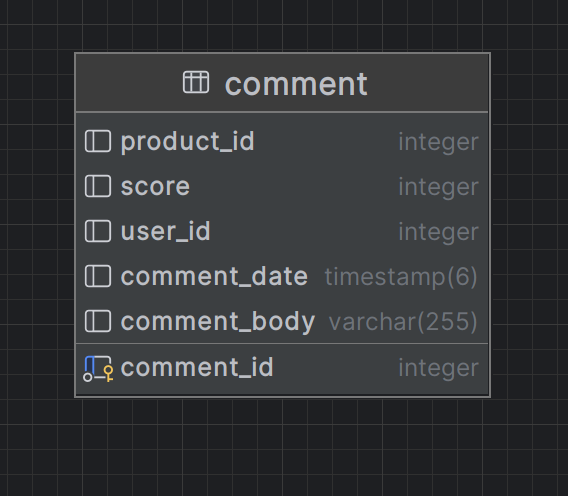 comment
product_id integer
score integer
user_id integer
comment_date timestamp(6)
comment_body varchar(255)
comment_id integer